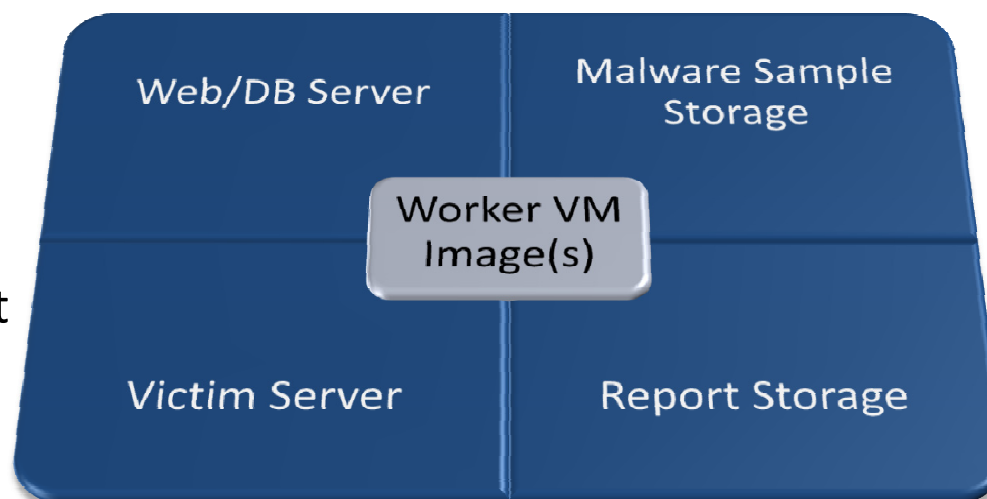 Web/DB Server
Malware Sample
Storage
Worker VM
Image(s)
t
Victim Server
Report Storage